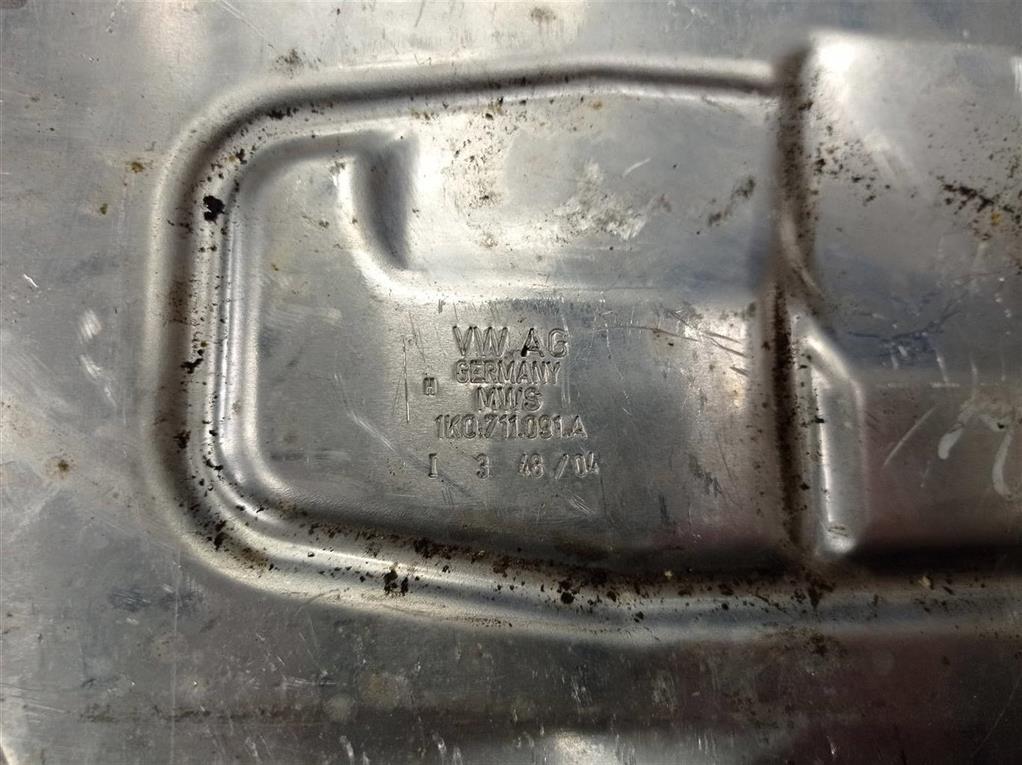 VW AG
GERMANY
H
MWS
1K0.711.091.A
I 3 48/04